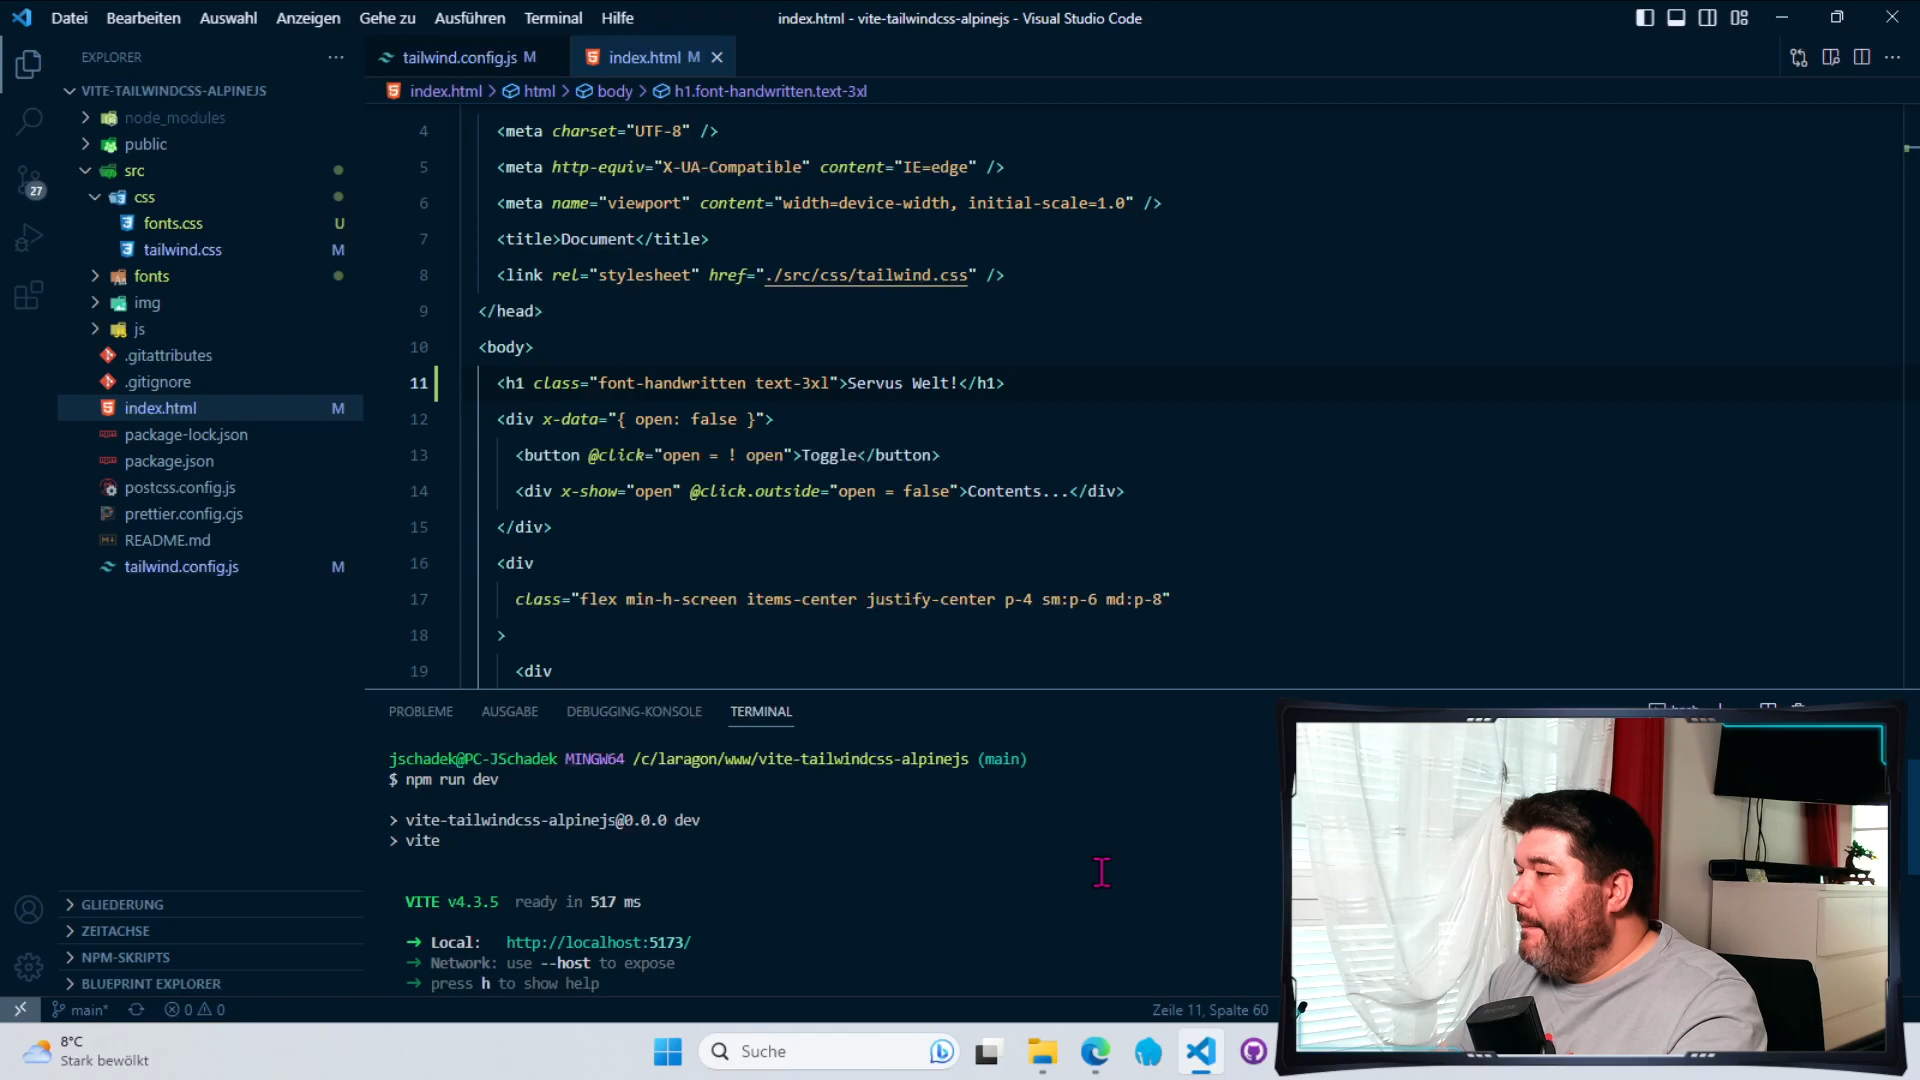 Datei Bearbeiten Auswahl Anzeigen Gehe zu Ausführen Terminal Hilfe
index.html - vite-tailwindcss-alpinejs - Visual Studio Code
EXPLORER
tailwind.config.js M
index.html M
VITE-TAILWINDCSS-ALPINEJS
index.html > html > body > h1.font-handwritten.text-3xl
node_modules
public
src
css
fonts.css U
tailwind.css M
fonts
img
js
.gitattributes
.gitignore
index.html M
package-lock.json
package.json
postcss.config.js
prettier.config.cjs
README.md
tailwind.config.js M
27
4 <meta charset="UTF-8" />
5 <meta http-equiv="X-UA-Compatible" content="IE=edge" />
6 <meta name="viewport" content="width=device-width, initial-scale=1.0" />
7 <title>Document</title>
8 <link rel="stylesheet" href="./src/css/tailwind.css" />
9 </head>
10 <body>
11 <h1 class="font-handwritten text-3xl">Servus Welt!</h1>
12 <div x-data="{ open: false }">
13 <button @click="open = ! open">Toggle</button>
14 <div x-show="open" @click.outside="open = false">Contents...</div>
15 </div>
16 <div
17 class="flex min-h-screen items-center justify-center p-4 sm:p-6 md:p-8"
18 >
19 <div
PROBLEME AUSGABE DEBUGGING-KONSOLE TERMINAL
jschadek@PC-JSchadek MINGW64 /c/laragon/www/vite-tailwindcss-alpinejs (main)
$ npm run dev
> vite-tailwindcss-alpinejs@0.0.0 dev
> vite
VITE v4.3.5 ready in 517 ms
➜ Local: http://localhost:5173/
➜ Network: use --host to expose
➜ press h to show help
GLIEDERUNG
ZEITACHSE
NPM-SKRIPTS
BLUEPRINT EXPLORER
main* 0 0
Zeile 11, Spalte 60
8°C
Stark bewölkt
Suche